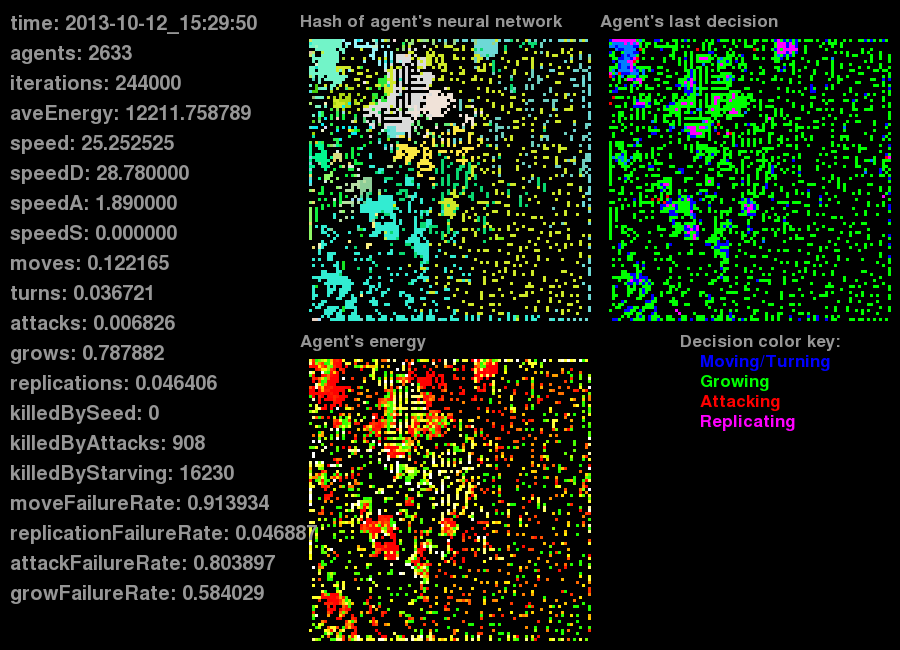 time: 2013-10-12_15:29:50
agents: 2633
iterations: 244000
aveEnergy: 12211.758789
speed: 25.252525
speedD: 28.780000
speedA: 1.890000
speedS: 0.000000
moves: 0.122165
turns: 0.036721
attacks: 0.006826
grows: 0.787882
replications: 0.046406
killedBySeed: 0
killedByAttacks: 908
killedByStarving: 16230
moveFailureRate: 0.913934
replicationFailureRate: 0.046887
attackFailureRate: 0.803897
growFailureRate: 0.584029
Hash of agent's neural network
Agent's last decision
Agent's energy
Decision color key:
Moving/Turning
Growing
Attacking
Replicating